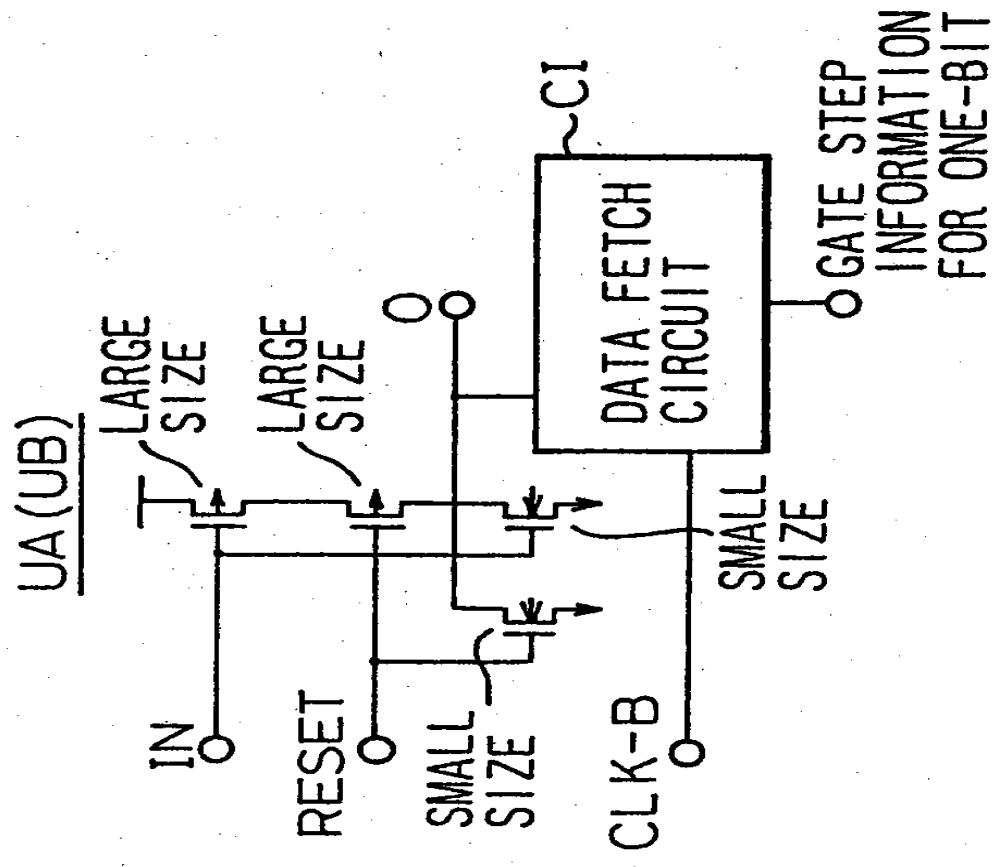 UA(UB)
LARGE
SIZE
LARGE
SIZE
IN
RESET
O
SMALL
SIZE
SMALL
SIZE
CLK-B
DATA FETCH
CIRCUIT
CI
GATE STEP
INFORMATION
FOR ONE-BIT